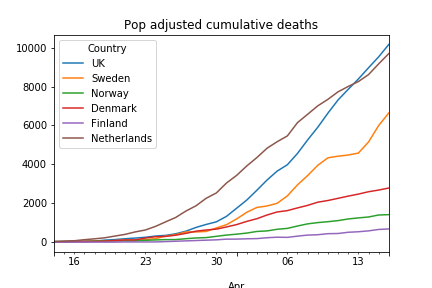 Pop adjusted cumulative deaths
Country
UK
Sweden
Norway
Denmark
Finland
Netherlands
10000
8000
6000
4000
2000
0
16 23 30 06 13
Apr